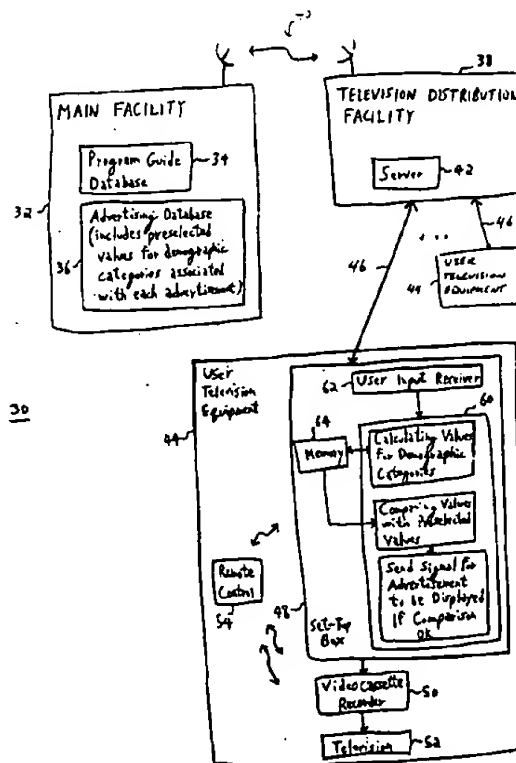 MAIN FACILITY
Program Guide
Database
34
32
36
Advertising Database
(includes preselected
values for demographic
categories associated
with each advertisement)
38
TELEVISION DISTRIBUTION
FACILITY
Server
42
46
46
...
44
USER
TELEVISION
EQUIPMENT
30
User
Television
Equipment
44
62
User Input Receiver
60
64
Memory
Calculating Values
for Demographic
Categories
Comparing Values
with Preselected
Values
Send Signal for
Advertisement
to be Displayed
If Comparison
OK
Remote
Control
54
48
Set-Top
Box
Videocassette
Recorder
50
Television
52